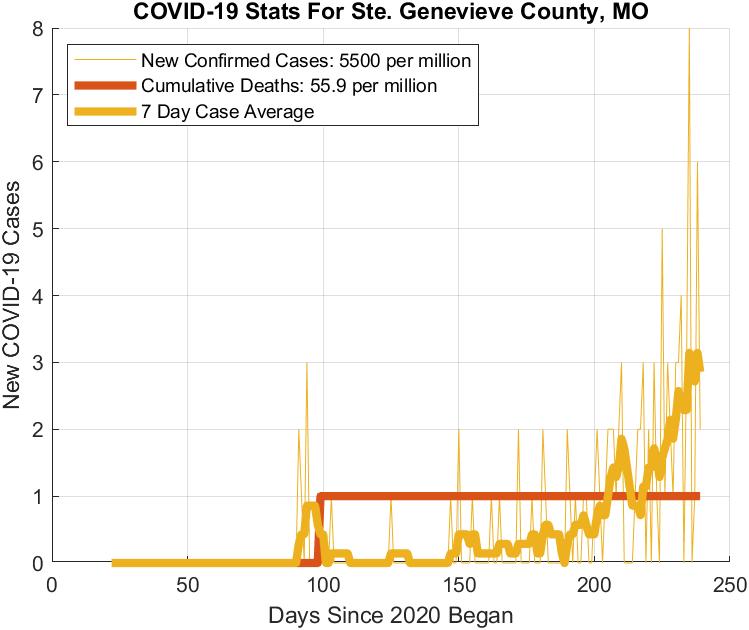 COVID-19 Stats For Ste. Genevieve County, MO
New Confirmed Cases: 5500 per million
Cumulative Deaths: 55.9 per million
7 Day Case Average
New COVID-19 Cases
8
7
6
5
4
3
2
1
0
0 50 100 150 200 250
Days Since 2020 Began